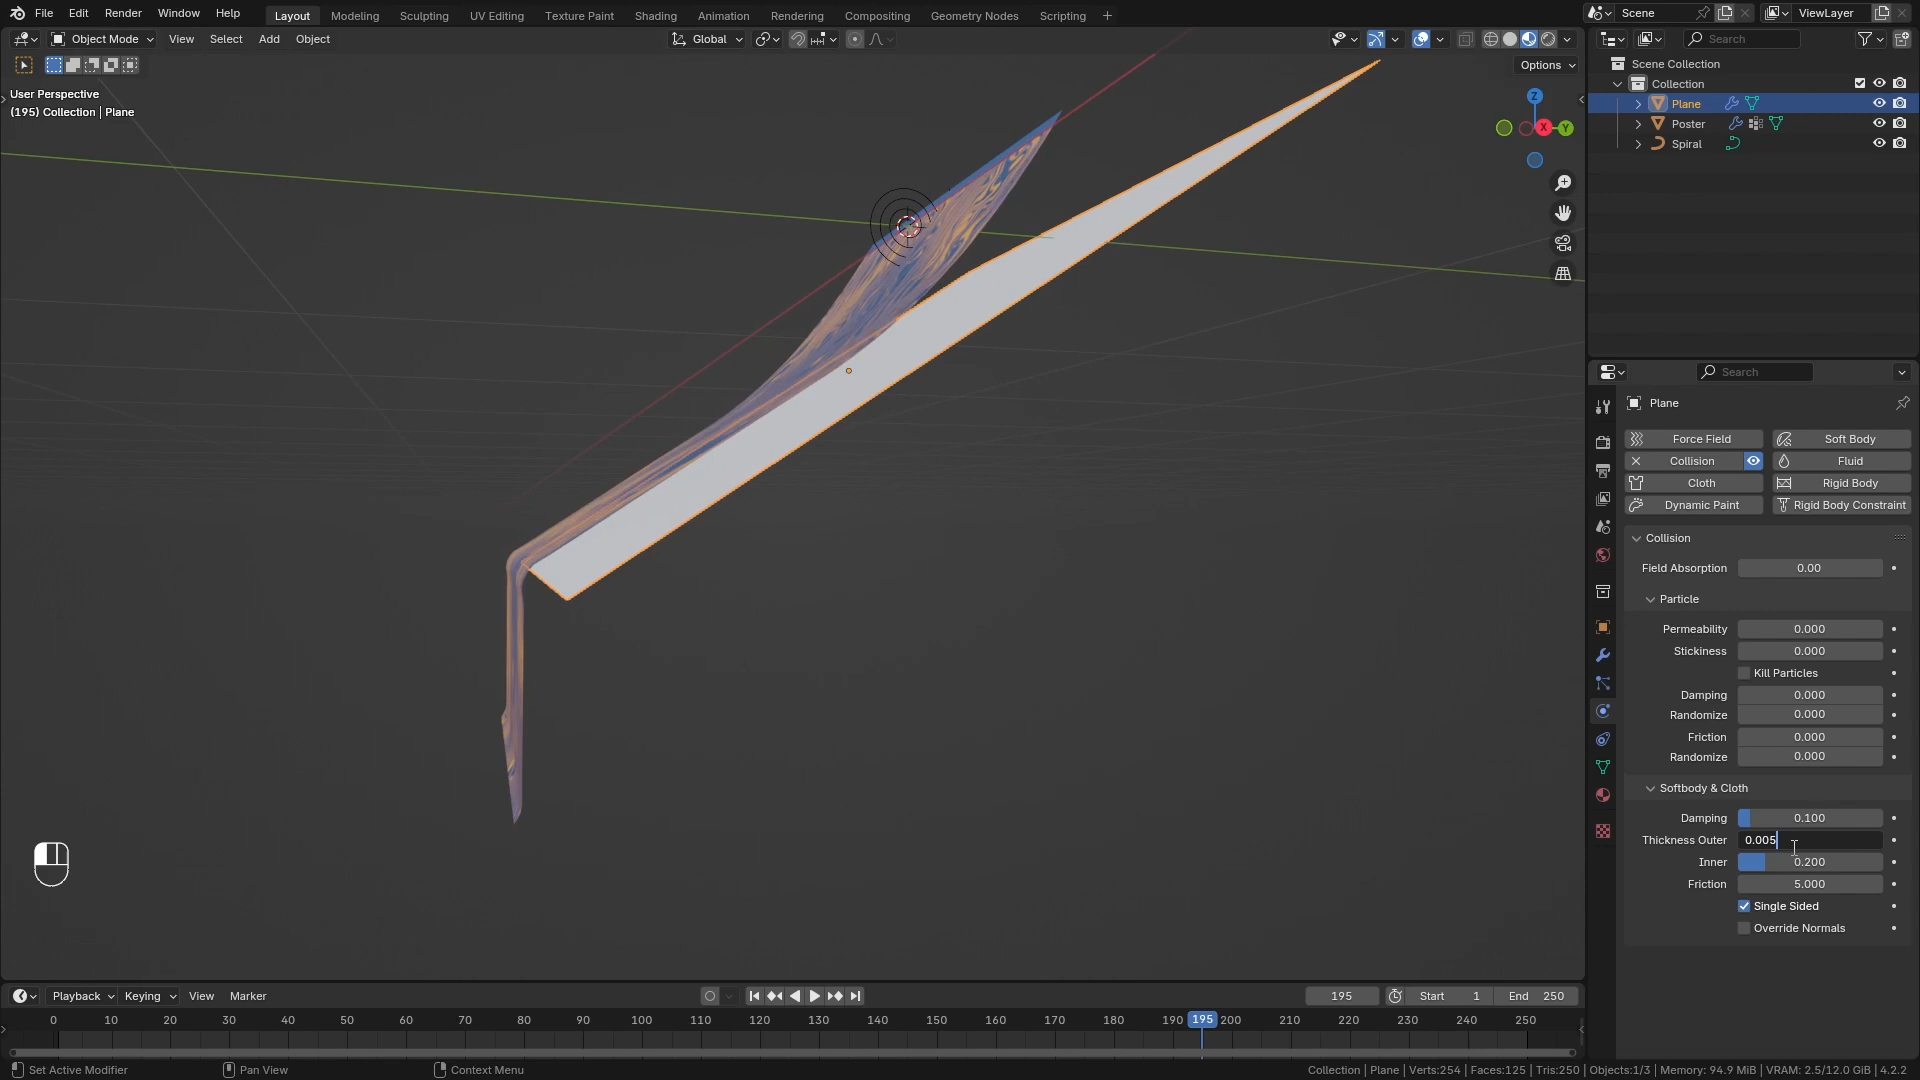 File Edit Render Window Help Layout Modeling Sculpting UV Editing Texture Paint Shading Animation Rendering Compositing Geometry Nodes Scripting + Scene ViewLayer
Object Mode View Select Add Object Global Search
Options
User Perspective
(195) Collection | Plane
Z
X
Y
Scene Collection
Collection
Plane
Poster
Spiral
Search
Plane
Force Field Soft Body
Collision Fluid
Cloth Rigid Body
Dynamic Paint Rigid Body Constraint
Collision
Field Absorption 0.00
Particle
Permeability 0.000
Stickiness 0.000
Kill Particles
Damping 0.000
Randomize 0.000
Friction 0.000
Randomize 0.000
Softbody & Cloth
Damping 0.100
Thickness Outer 0.005
Inner 0.200
Friction 5.000
Single Sided
Override Normals
Playback Keying View Marker 195 Start 1 End 250
0 10 20 30 40 50 60 70 80 90 100 110 120 130 140 150 160 170 180 190 195 200 210 220 230 240 250
Set Active Modifier Pan View Context Menu Collection | Plane | Verts:254 | Faces:125 | Tris:250 | Objects:1/3 | Memory: 94.9 MiB | VRAM: 2.5/12.0 GiB | 4.2.2